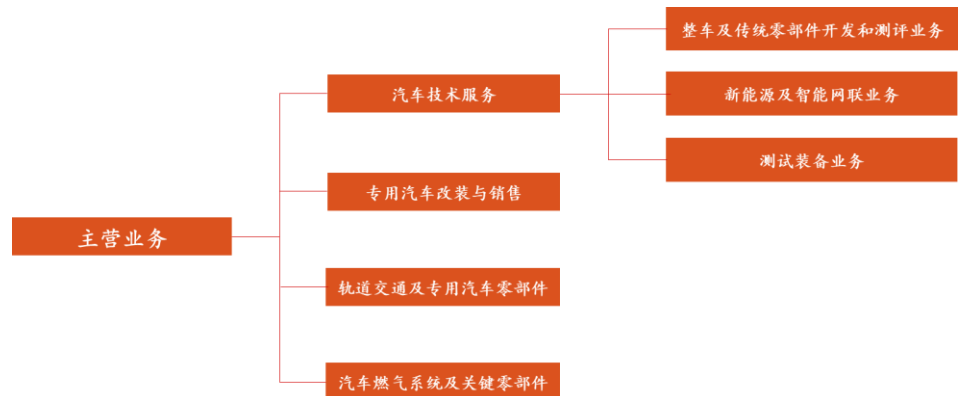 主营业务
汽车技术服务
整车及传统零部件开发和测评业务
新能源及智能网联业务
测试装备业务
专用汽车改装与销售
轨道交通及专用汽车零部件
汽车燃气系统及关键零部件